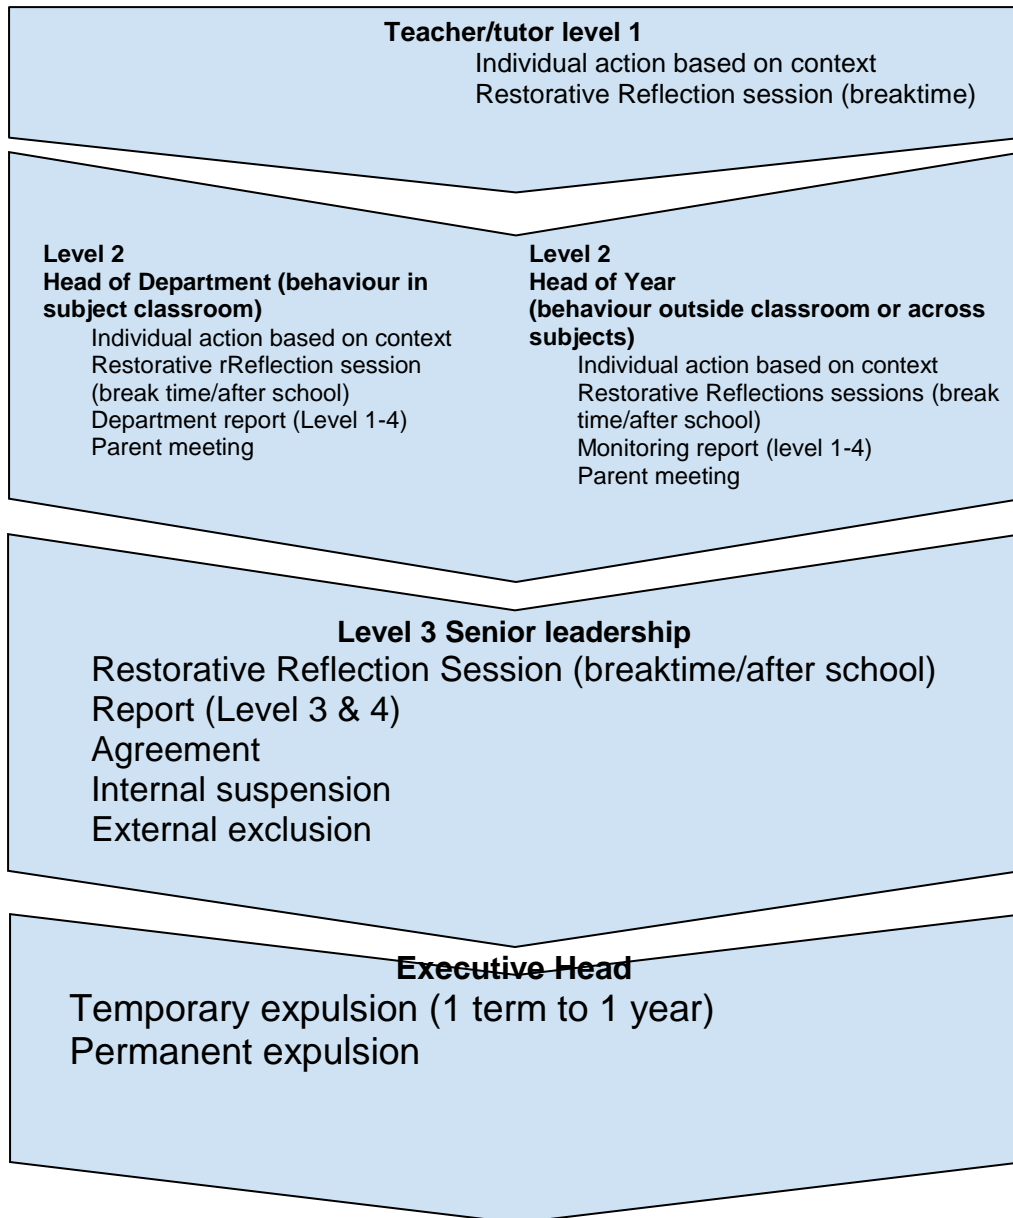 Teacher/tutor level 1
Individual action based on context
Restorative Reflection session (breaktime)
Level 2
Head of Department (behaviour in
subject classroom)
Individual action based on context
Restorative rReflection session
(break time/after school)
Department report (Level 1-4)
Parent meeting
Level 2
Head of Year
(behaviour outside classroom or across
subjects)
Individual action based on context
Restorative Reflections sessions (break
time/after school)
Monitoring report (level 1-4)
Parent meeting
Level 3 Senior leadership
Restorative Reflection Session (breaktime/after school)
Report (Level 3 & 4)
Agreement
Internal suspension
External exclusion
Executive Head
Temporary expulsion (1 term to 1 year)
Permanent expulsion